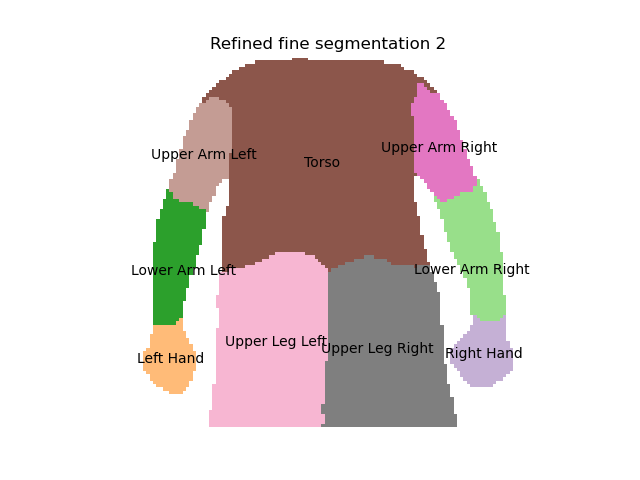 Refined fine segmentation 2
Upper Arm Right
Upper Arm Left
Torso
Lower Arm Left
Lower Arm Right
Upper Leg Left
Upper Leg Right
Right Hand
Left Hand